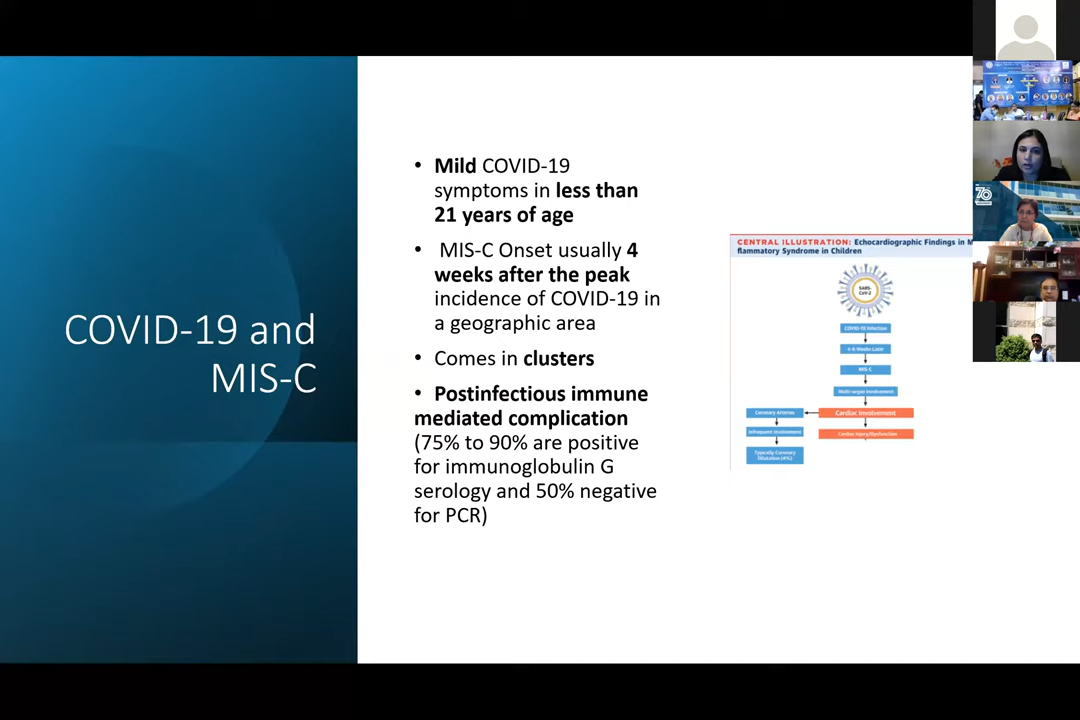 COVID-19 and
MIS-C
• Mild COVID-19
symptoms in less than
21 years of age
• MIS-C Onset usually 4
weeks after the peak
incidence of COVID-19 in
a geographic area
• Comes in clusters
• Postinfectious immune
mediated complication
(75% to 90% are positive
for immunoglobulin G
serology and 50% negative
for PCR)
CENTRAL ILLUSTRATION: Echocardiographic Findings in M
flammatory Syndrome in Children
SARS-
CoV-2
COVID-19 Infection
4-6 Weeks Later
MIS-C
Multi-organ Involvement
Coronary Arteries
Cardiac Involvement
Infrequent Involvement
Cardiac Injury/Dysfunction
Typically Coronary
Dilatation (4%)
70